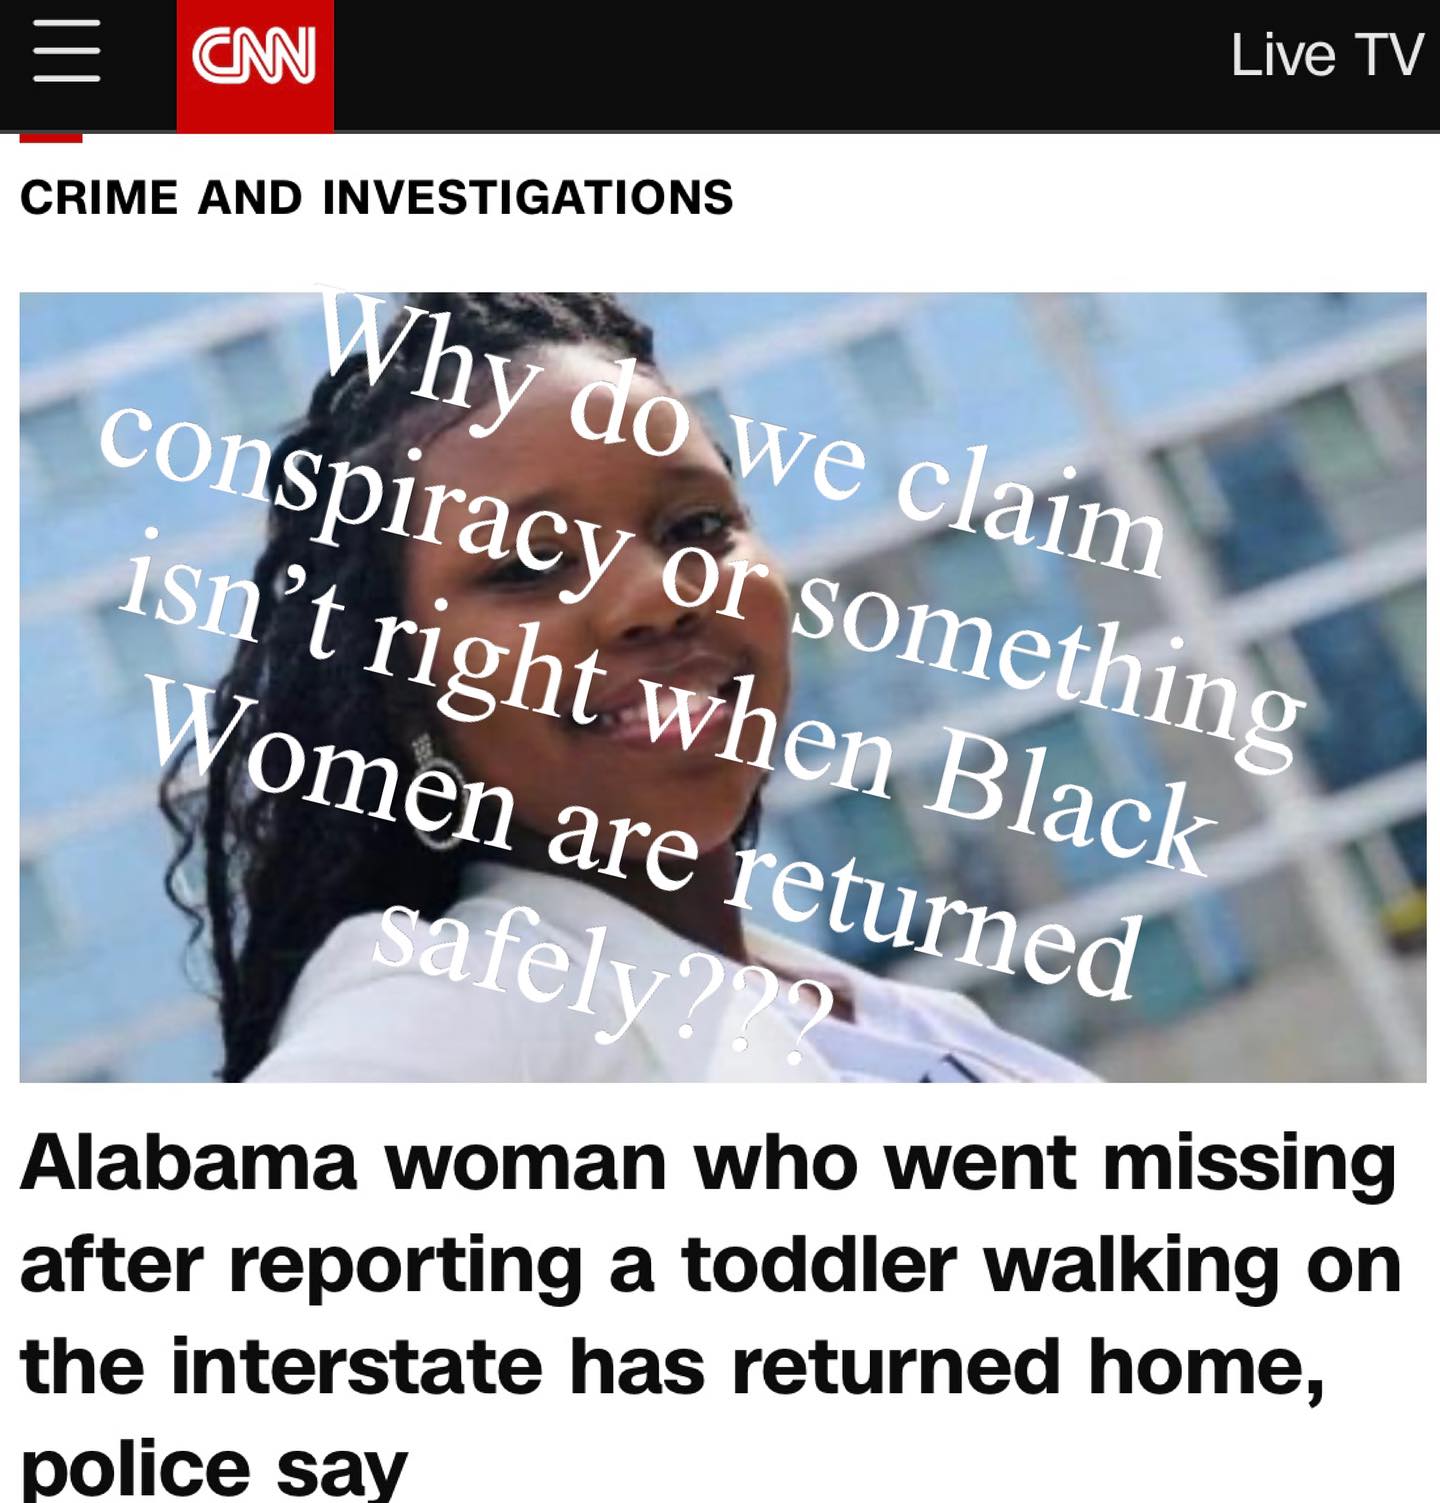 CNN
Live TV
CRIME AND INVESTIGATIONS
Why do we claim
conspiracy or something
isn’t right when Black
Women are returned
safely???
Alabama woman who went missing
after reporting a toddler walking on
the interstate has returned home,
police say